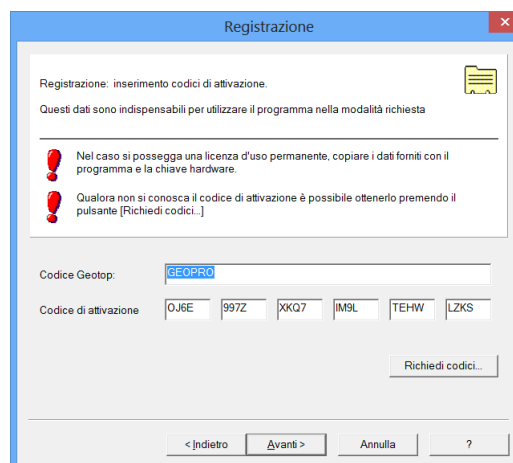 Registrazione
Registrazione: inserimento codici di attivazione.
Questi dati sono indispensabili per utilizzare il programma nella modalità richiesta
Nel caso si possegga una licenza d'uso permanente, copiare i dati forniti con il
programma e la chiave hardware.
Qualora non si conosca il codice di attivazione è possibile ottenerlo premendo il
pulsante [Richiedi codici...]
Codice Geotop: GEOPRO
Codice di attivazione OJ6E 997Z XKQ7 IM9L TEHW LZKS
Richiedi codici...
< Indietro Avanti > Annulla ?